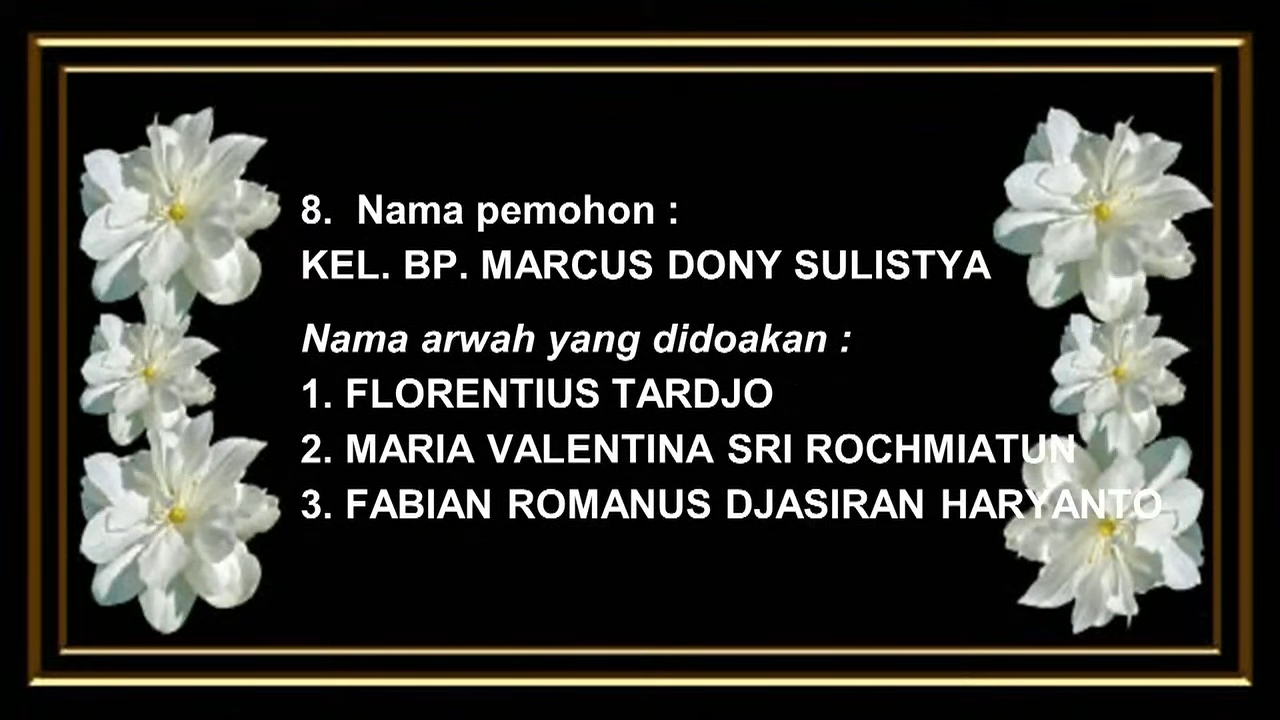 8. Nama pemohon :
KEL. BP. MARCUS DONY SULISTYA
Nama arwah yang didoakan :
1. FLORENTIUS TARDJO
2. MARIA VALENTINA SRI ROCHMIATUN
3. FABIAN ROMANUS DJASIRAN HARYANTO